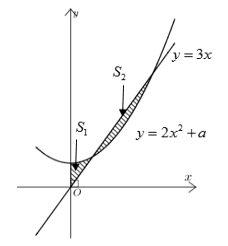 y
S₂
y = 3x
S₁
y = 2x² + a
x
O